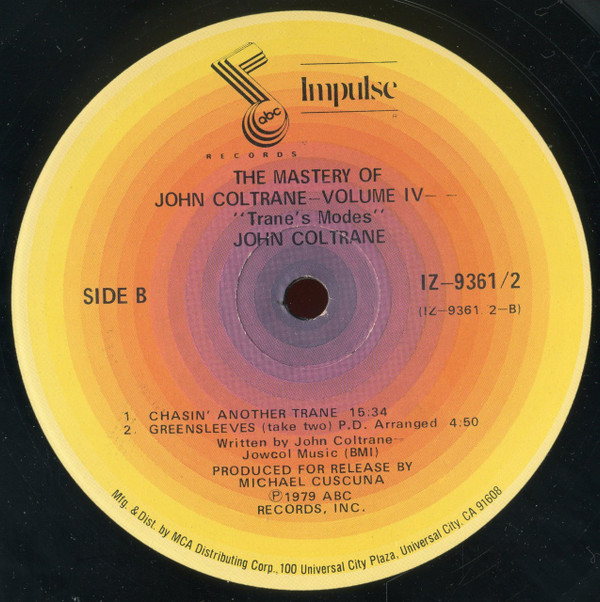 abc
RECORDS
Impulse
THE MASTERY OF
JOHN COLTRANE—VOLUME IV— —
"Trane's Modes"
JOHN COLTRANE
SIDE B
IZ—9361/2
(IZ—9361 2—B)
1. CHASIN' ANOTHER TRANE 15:34
2. GREENSLEEVES (take two) P.D. Arranged 4.50
Written by John Coltrane—
Jowcol Music (BMI)
PRODUCED FOR RELEASE BY
MICHAEL CUSCUNA
℗1979 ABC
RECORDS, INC.
Mfg. & Dist. by MCA Distributing Corp., 100 Universal City Plaza, Universal City, CA 91608